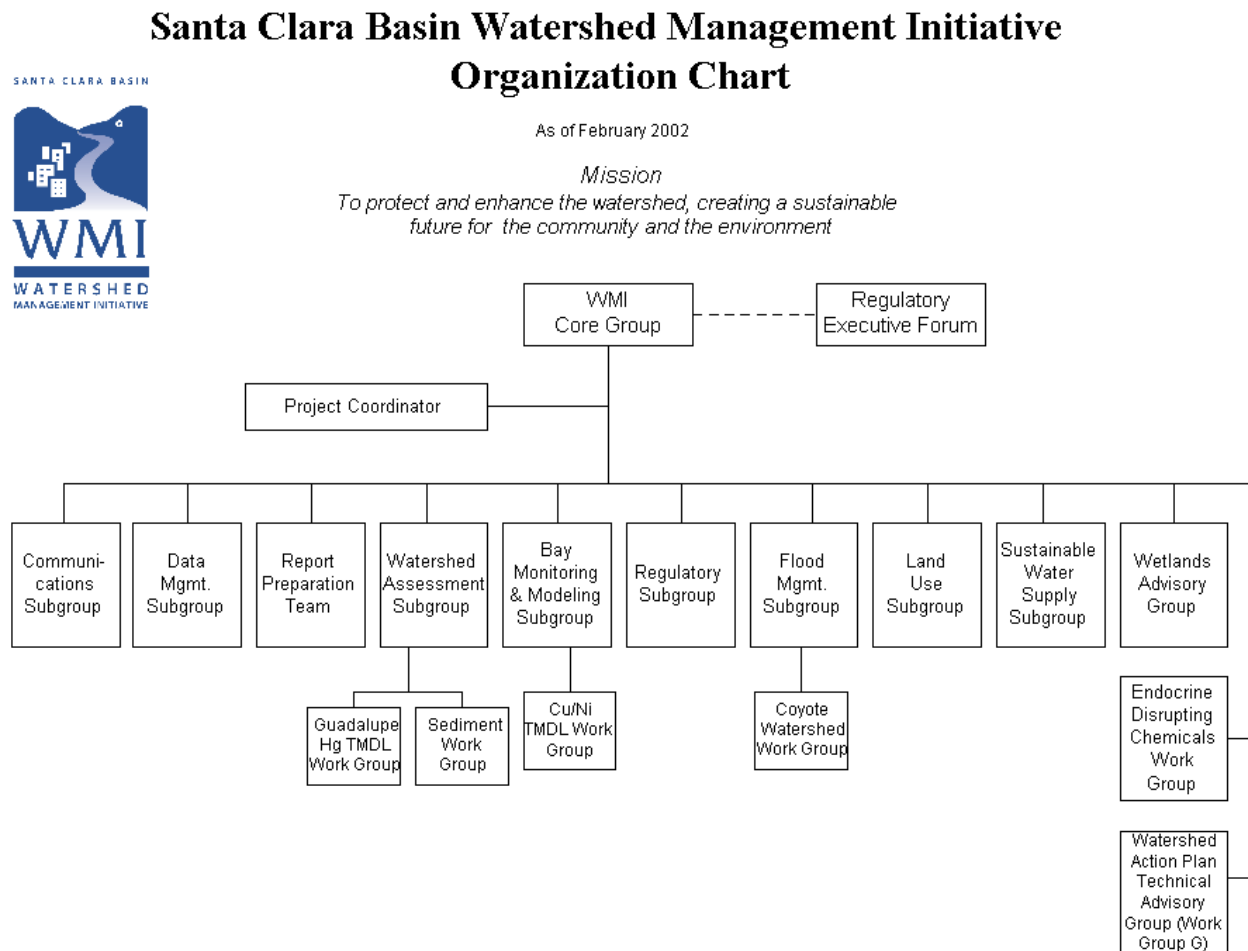 Santa Clara Basin Watershed Management Initiative
Organization Chart
SANTA CLARA BASIN
WMI
WATERSHED
MANAGEMENT INITIATIVE
As of February 2002
Mission
To protect and enhance the watershed, creating a sustainable
future for the community and the environment
WMI
Core Group
Regulatory
Executive Forum
Project Coordinator
Communi-
cations
Subgroup
Data
Mgmt.
Subgroup
Report
Preparation
Team
Watershed
Assessment
Subgroup
Bay
Monitoring
& Modeling
Subgroup
Regulatory
Subgroup
Flood
Mgmt.
Subgroup
Land
Use
Subgroup
Sustainable
Water
Supply
Subgroup
Wetlands
Advisory
Group
Guadalupe
Hg TMDL
Work Group
Sediment
Work
Group
Cu/Ni
TMDL Work
Group
Coyote
Watershed
Work Group
Endocrine
Disrupting
Chemicals
Work
Group
Watershed
Action Plan
Technical
Advisory
Group (Work
Group G)